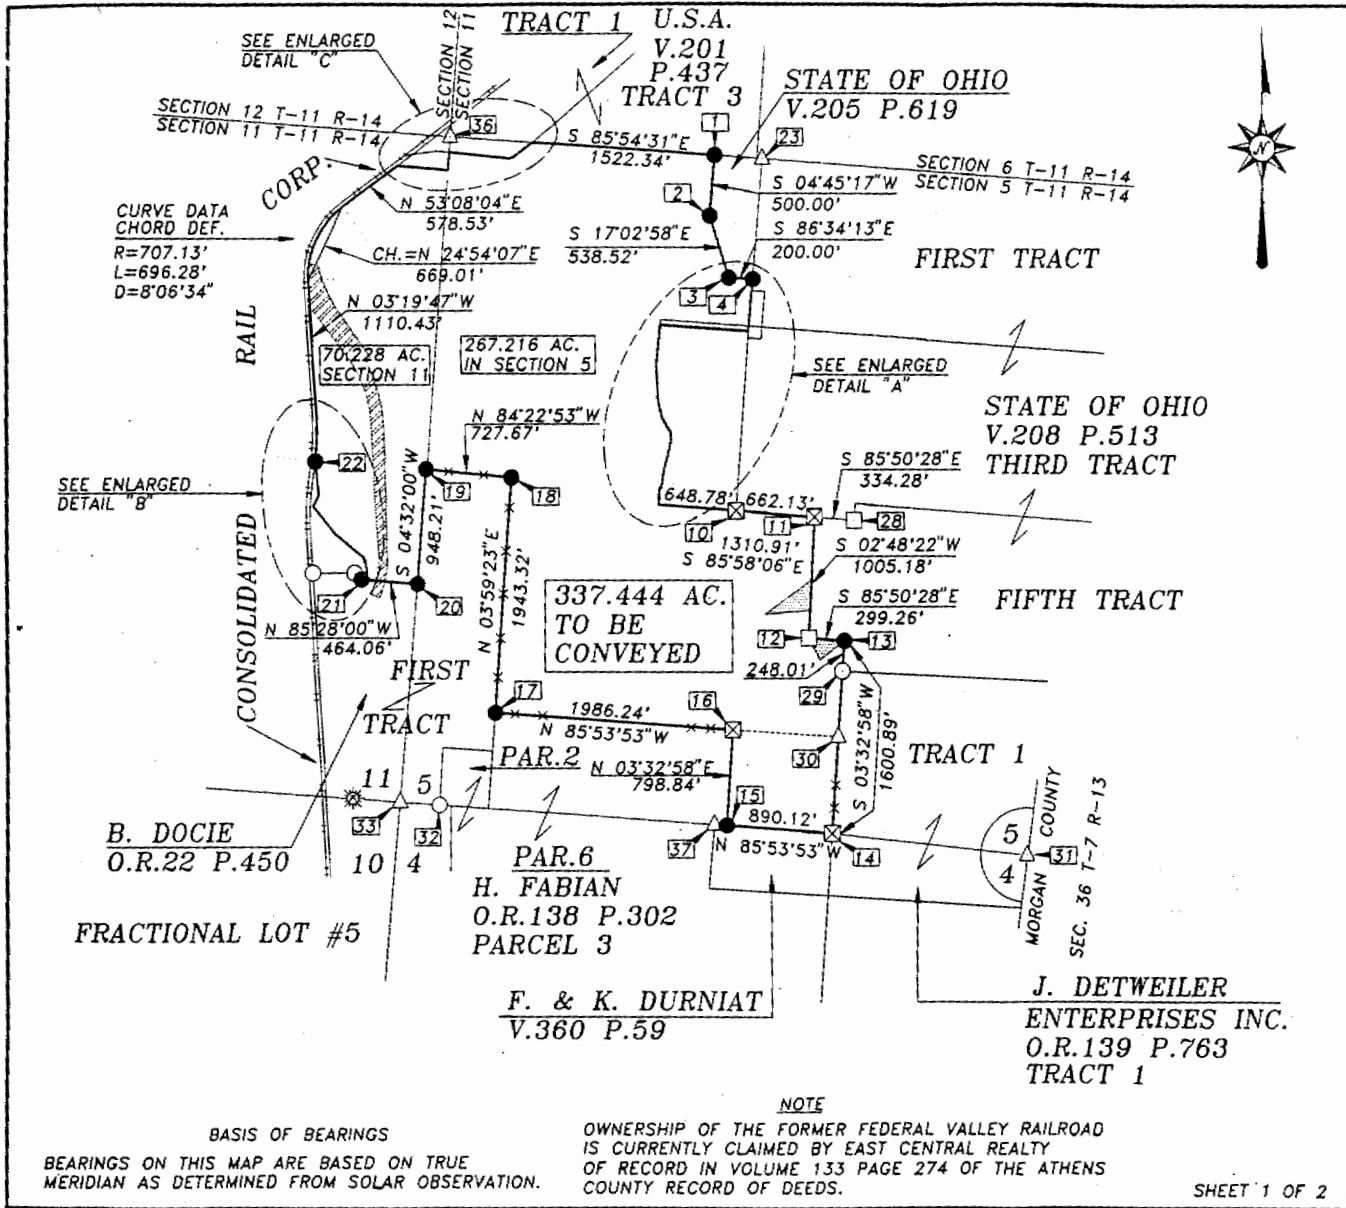 TRACT 1
U.S.A.
V.201
P.437
TRACT 3
SEE ENLARGED
DETAIL "C"
SECTION 12
SECTION 11
STATE OF OHIO
V.205 P.619
SECTION 12 T-11 R-14
SECTION 11 T-11 R-14
36
S 85°54'31"E
1522.34'
1
23
SECTION 6 T-11 R-14
SECTION 5 T-11 R-14
N
CORP.
N 53°08'04"E
578.53'
2
S 04°45'17"W
500.00'
CURVE DATA
CHORD DEF.
R=707.13'
L=696.28'
D=8°06'34"
CH.=N 24°54'07"E
669.01'
S 17°02'58"E
538.52'
S 86°34'13"E
200.00'
FIRST TRACT
3
4
N 03°19'47"W
1110.43'
RAIL
70.228 AC.
SECTION 11
267.216 AC.
IN SECTION 5
SEE ENLARGED
DETAIL "A"
N 84°22'53"W
727.67'
STATE OF OHIO
V.208 P.513
THIRD TRACT
22
19
18
S 85°50'28"E
334.28'
SEE ENLARGED
DETAIL "B"
S 04°32'00"W
948.21'
648.78'
662.13'
10
11
28
1310.91'
S 85°58'06"E
S 02°48'22"W
1005.18'
N 03°59'23"E
1943.32'
337.444 AC.
TO BE
CONVEYED
S 85°50'28"E
299.26'
FIFTH TRACT
21
20
N 85°28'00"W
464.06'
12
13
CONSOLIDATED
FIRST
TRACT
248.01'
29
17
1986.24'
N 85°53'53"W
16
30
S 03°32'58"W
1600.89'
TRACT 1
PAR.2
N 03°32'58"E
798.84'
11
5
15
890.12'
N 85°53'53"W
33
32
37
14
MORGAN COUNTY
5
4
31
SEC. 36 T-7 R-13
B. DOCIE
O.R.22 P.450
10
4
PAR.6
H. FABIAN
O.R.138 P.302
PARCEL 3
FRACTIONAL LOT #5
F. & K. DURNIAT
V.360 P.59
J. DETWEILER
ENTERPRISES INC.
O.R.139 P.763
TRACT 1
BASIS OF BEARINGS
BEARINGS ON THIS MAP ARE BASED ON TRUE
MERIDIAN AS DETERMINED FROM SOLAR OBSERVATION.
NOTE
OWNERSHIP OF THE FORMER FEDERAL VALLEY RAILROAD
IS CURRENTLY CLAIMED BY EAST CENTRAL REALTY
OF RECORD IN VOLUME 133 PAGE 274 OF THE ATHENS
COUNTY RECORD OF DEEDS.
SHEET 1 OF 2